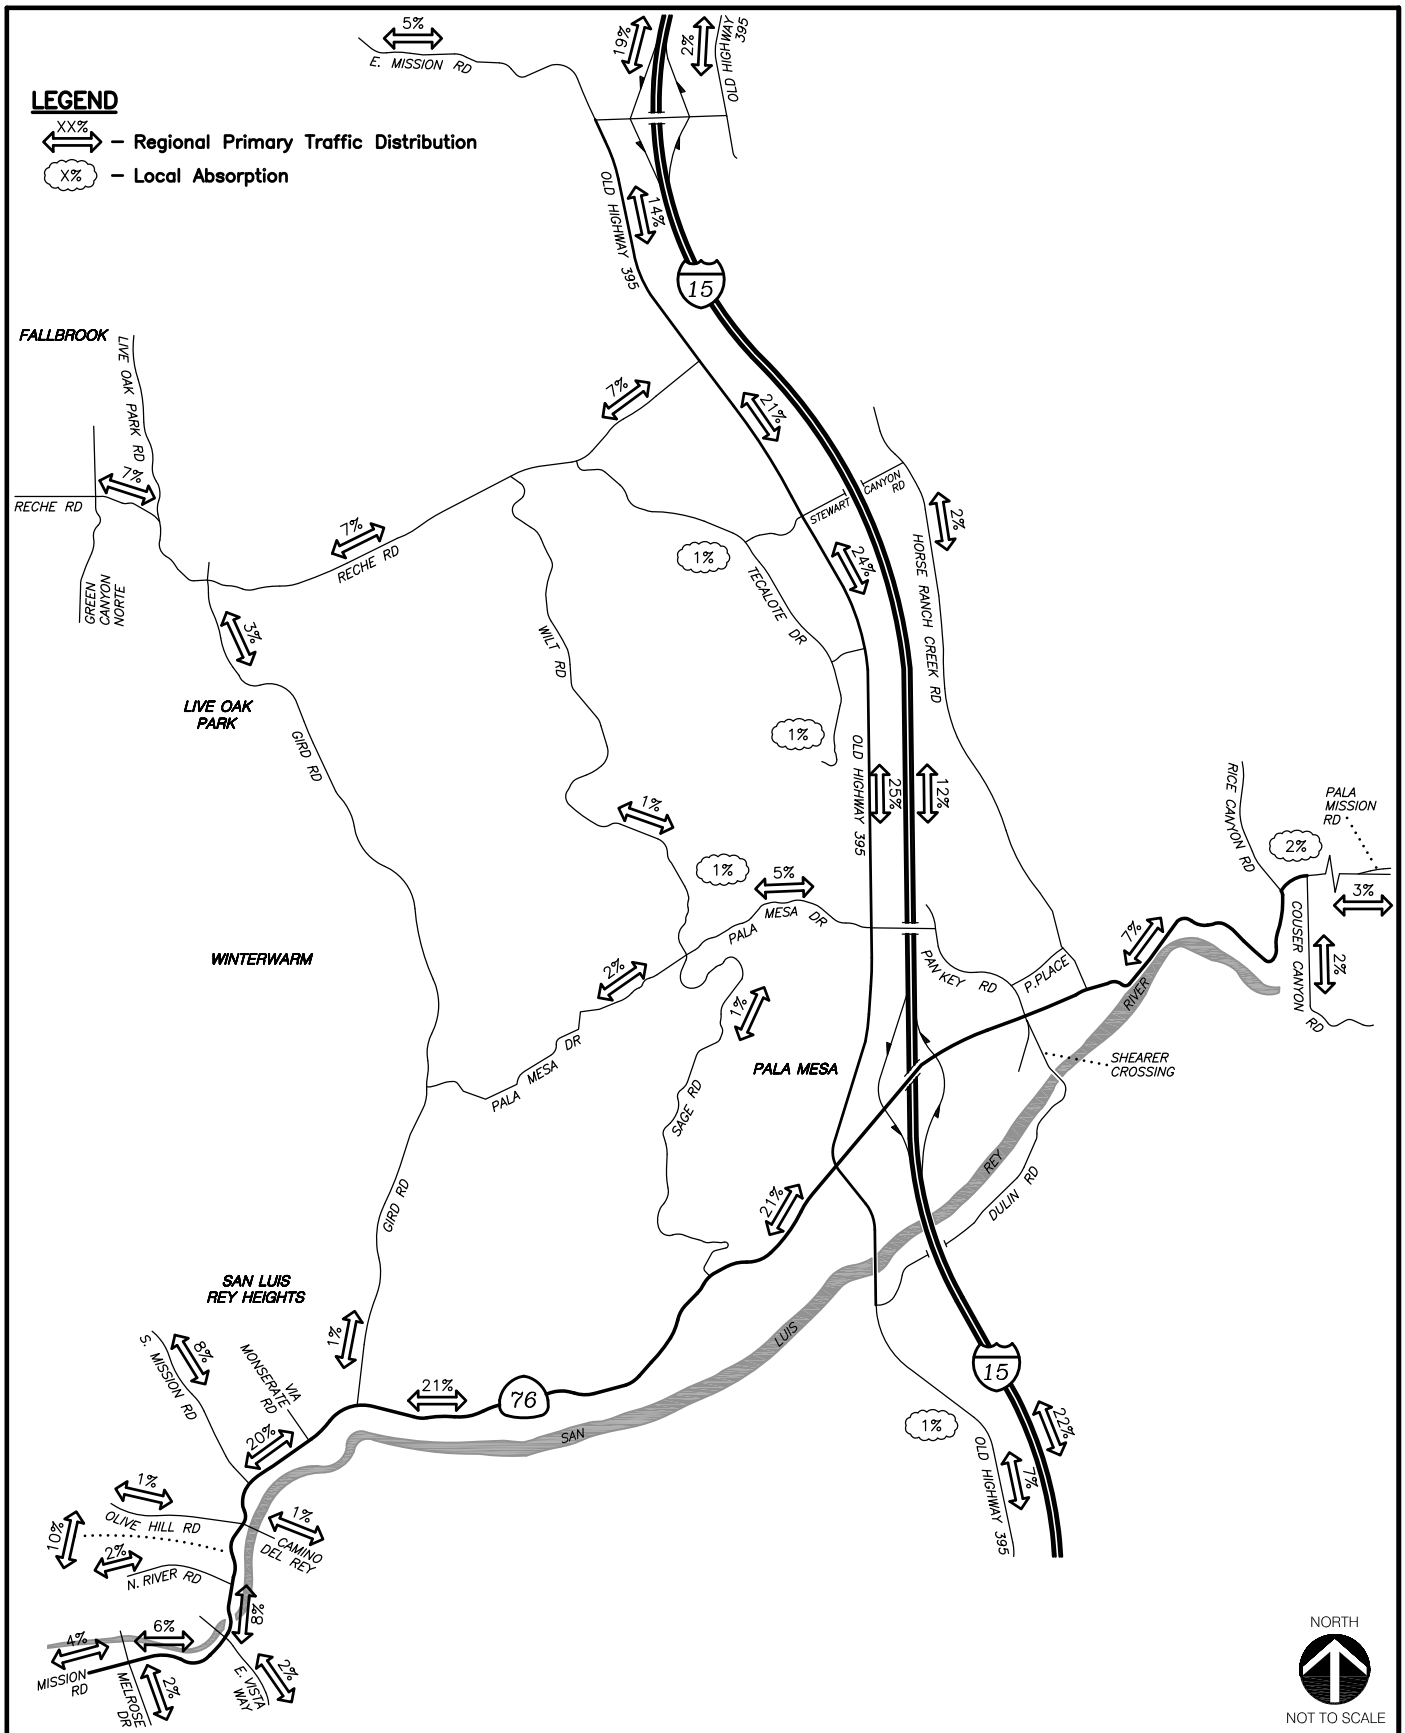 5%
E. MISSION RD
19%
2%
OLD HIGHWAY
395
LEGEND
XX%
– Regional Primary Traffic Distribution
X%
– Local Absorption
OLD HIGHWAY 395
14%
15
FALLBROOK
LIVE OAK PARK RD
7%
21%
7%
RECHE RD
GREEN
CANYON
NORTE
7%
RECHE RD
STEWART
CANYON
RD
2%
1%
24%
TECALOTE DR
HORSE RANCH CREEK RD
3%
WILT RD
LIVE OAK
PARK
GIRD RD
1%
OLD HIGHWAY 395
25%
12%
RICE CANYON RD
PALA
MISSION
RD
1%
2%
1%
5%
3%
PALA MESA DR
COUSER CANYON RD
7%
2%
WINTERWARM
2%
PANKEY RD
P.PLACE
RIVER
1%
PALA MESA DR
PALA MESA
SHEARER
CROSSING
SAGE RD
REY
DULIN RD
GIRD RD
21%
SAN LUIS
REY HEIGHTS
LUIS
1%
S. MISSION RD
8%
VIA
MONSERATE
RD
21%
76
15
SAN
1%
22%
OLD HIGHWAY 395
7%
20%
1%
OLIVE HILL RD
1%
CAMINO
DEL REY
10%
2%
N. RIVER RD
8%
6%
4%
MISSION
RD
MELROSE
DR
2%
E. VISTA
WAY
2%
NORTH
NOT TO SCALE